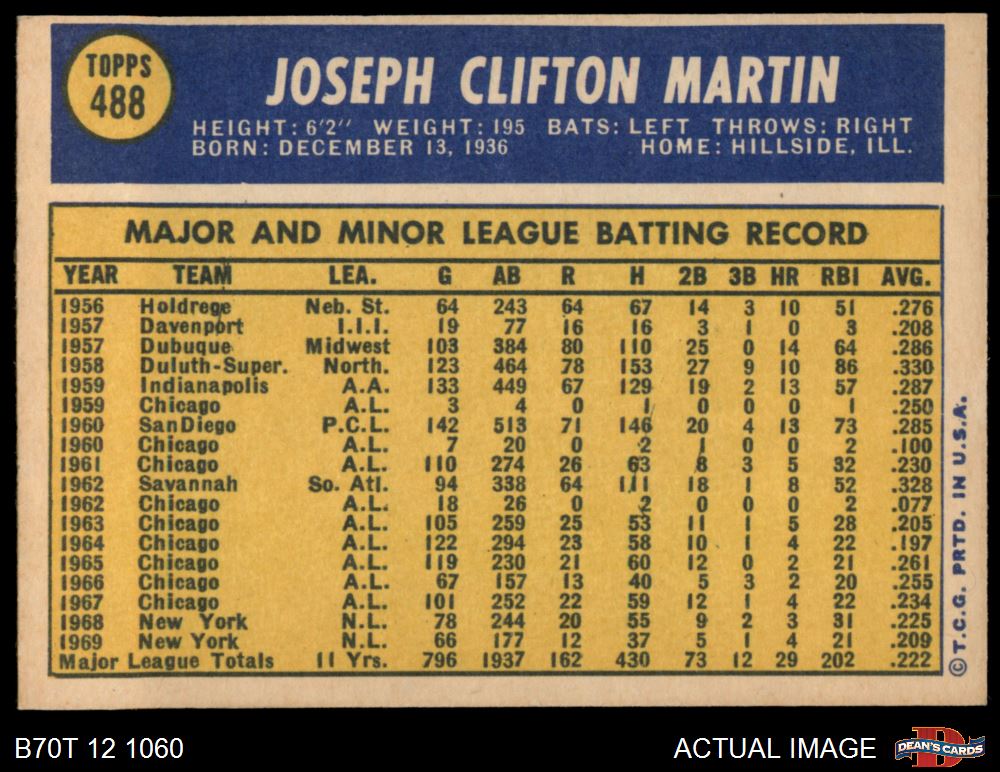 TOPPS
488
JOSEPH CLIFTON MARTIN
HEIGHT: 6'2" WEIGHT: 195 BATS: LEFT THROWS: RIGHT
BORN: DECEMBER 13, 1936 HOME: HILLSIDE, ILL.
MAJOR AND MINOR LEAGUE BATTING RECORD
YEAR TEAM LEA. G AB R H 2B 3B HR RBI AVG.
1956 Holdrege Neb. St. 64 243 64 67 14 3 10 51 .276
1957 Davenport I.I.I. 19 77 16 16 3 1 0 3 .208
1957 Dubuque Midwest 103 384 80 110 25 0 14 64 .286
1958 Duluth-Super. North. 123 464 78 153 27 9 10 86 .330
1959 Indianapolis A.A. 133 449 67 129 19 2 13 57 .287
1959 Chicago A.L. 3 4 0 1 0 0 0 1 .250
1960 SanDiego P.C.L. 142 513 71 146 20 4 13 73 .285
1960 Chicago A.L. 7 20 0 2 1 0 0 2 .100
1961 Chicago A.L. 110 274 26 63 8 3 5 32 .230
1962 Savannah So. Atl. 94 338 64 111 18 1 8 52 .328
1962 Chicago A.L. 18 26 0 2 0 0 0 2 .077
1963 Chicago A.L. 105 259 25 53 11 1 5 28 .205
1964 Chicago A.L. 122 294 23 58 10 1 4 22 .197
1965 Chicago A.L. 119 230 21 60 12 0 2 21 .261
1966 Chicago A.L. 67 157 13 40 5 3 2 20 .255
1967 Chicago A.L. 101 252 22 59 12 1 4 22 .234
1968 New York N.L. 78 244 20 55 9 2 3 31 .225
1969 New York N.L. 66 177 12 37 5 1 4 21 .209
Major League Totals 11 Yrs. 796 1937 162 430 73 12 29 202 .222
©T.C.G. PRTD. IN U.S.A.
B70T 12 1060 ACTUAL IMAGE
D
DEAN'S CARDS